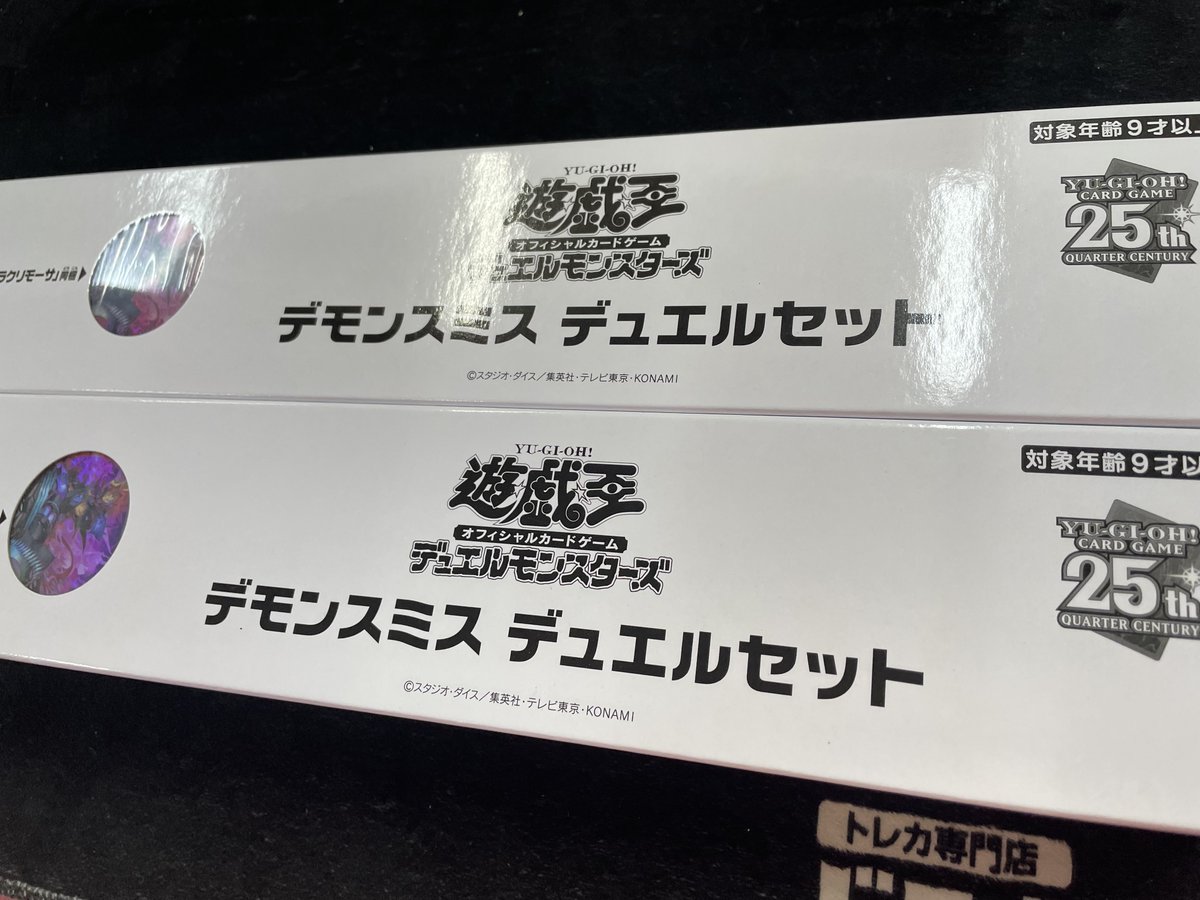 対象年齢9才以
YU-GI-OH!
遊戯王
オフィシャルカードゲーム
デュエルモンスターズ
YU-GI-OH!
CARD GAME
25th
QUARTER CENTURY
ラクリモーサ」同梱▶
デモンスミス デュエルセット
©スタジオ・ダイス/集英社・テレビ東京・KONAMI
対象年齢9才以
YU-GI-OH!
遊戯王
オフィシャルカードゲーム
デュエルモンスターズ
YU-GI-OH!
CARD GAME
25th
QUARTER CENTURY
デモンスミス デュエルセット
©スタジオ・ダイス/集英社・テレビ東京・KONAMI
トレカ専門店